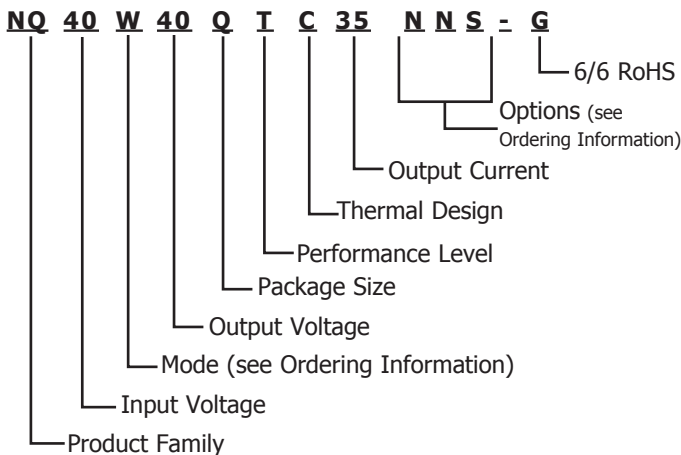 NQ 40 W 40 Q T C 35 N N S - G
6/6 RoHS
Options (see
Ordering Information)
Output Current
Thermal Design
Performance Level
Package Size
Output Voltage
Mode (see Ordering Information)
Input Voltage
Product Family